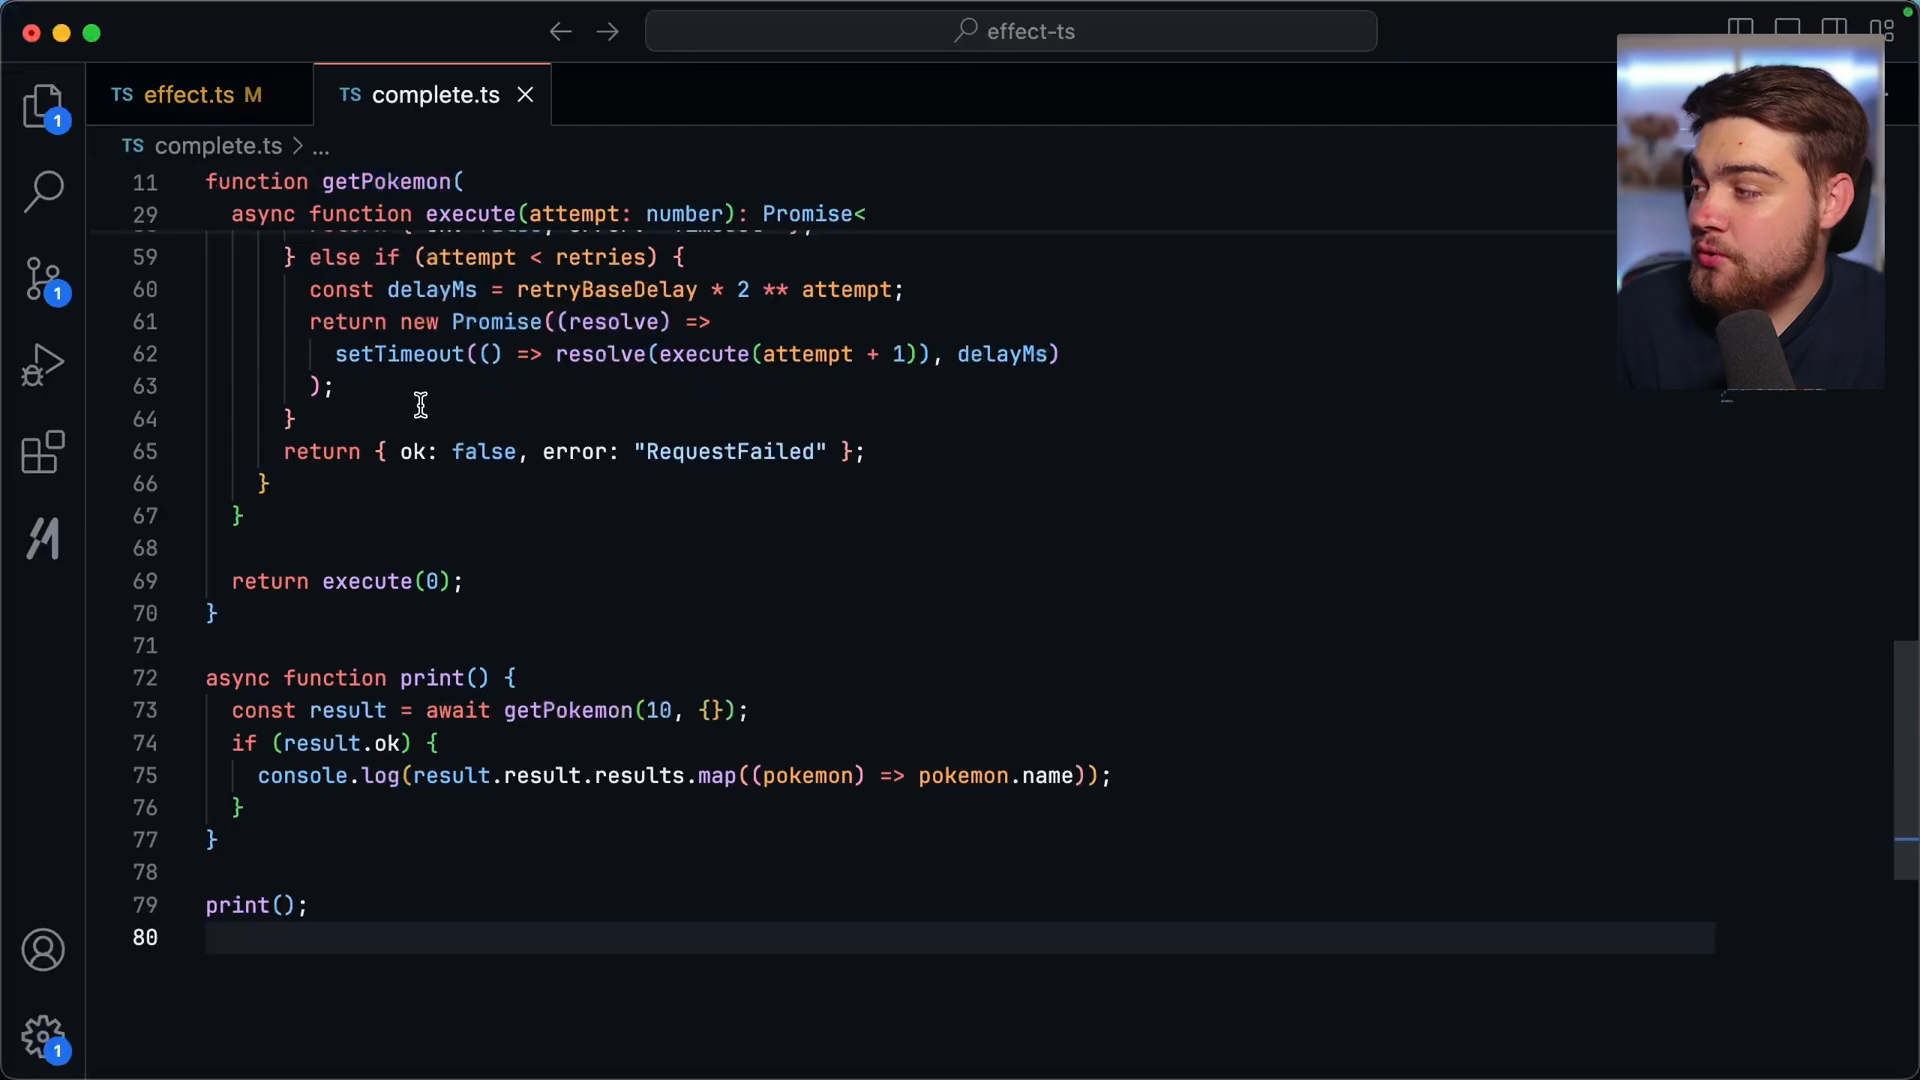 effect-ts
TS effect.ts M
TS complete.ts
TS complete.ts > ...
11 function getPokemon(
29 async function execute(attempt: number): Promise<
59 } else if (attempt < retries) {
60 const delayMs = retryBaseDelay * 2 ** attempt;
61 return new Promise((resolve) =>
62 setTimeout(() => resolve(execute(attempt + 1)), delayMs)
63 );
64 }
65 return { ok: false, error: "RequestFailed" };
66 }
67 }
68
69 return execute(0);
70 }
71
72 async function print() {
73 const result = await getPokemon(10, {});
74 if (result.ok) {
75 console.log(result.result.results.map((pokemon) => pokemon.name));
76 }
77 }
78
79 print();
80
1
1
1